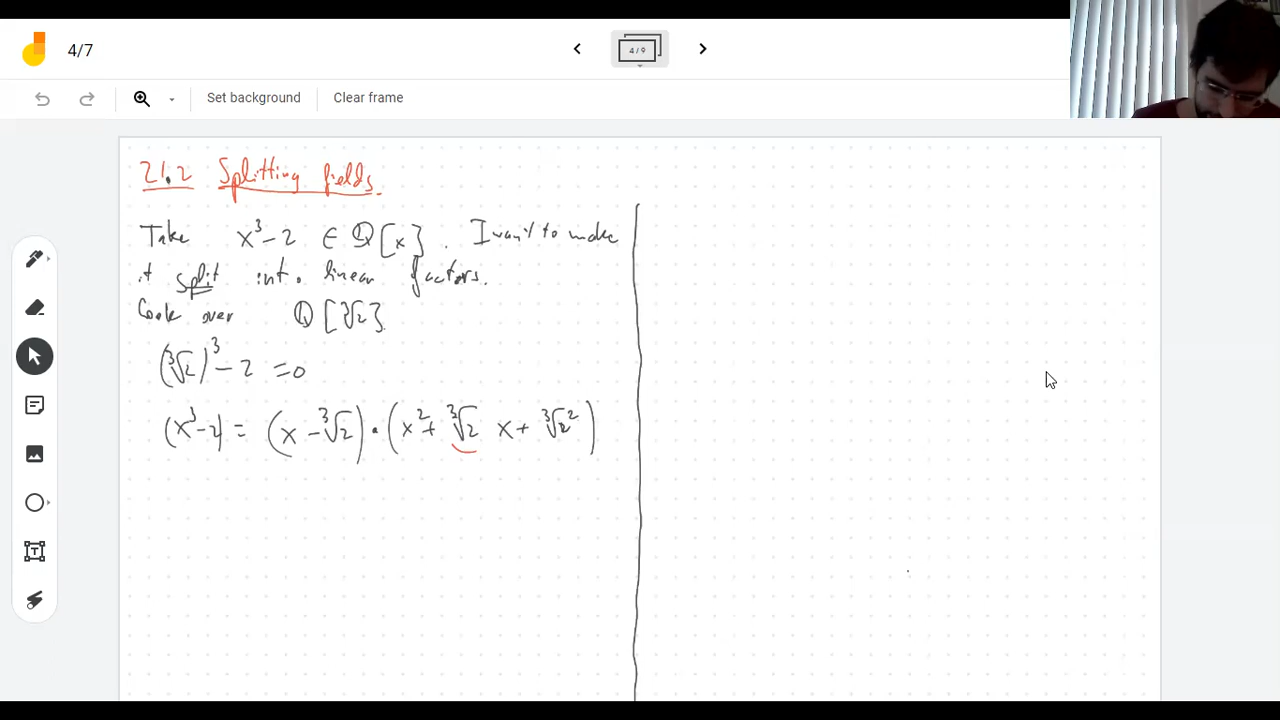 4/7
4/9
Set background
Clear frame
21.2 Splitting fields.
Take x³-2 ∈ ℚ[x]. I want to make
it split into linear factors.
Look over ℚ[∛2].
(∛2)³ - 2 = 0
(x³-2) = (x - ∛2) · (x² + ∛2 x + ∛2²)